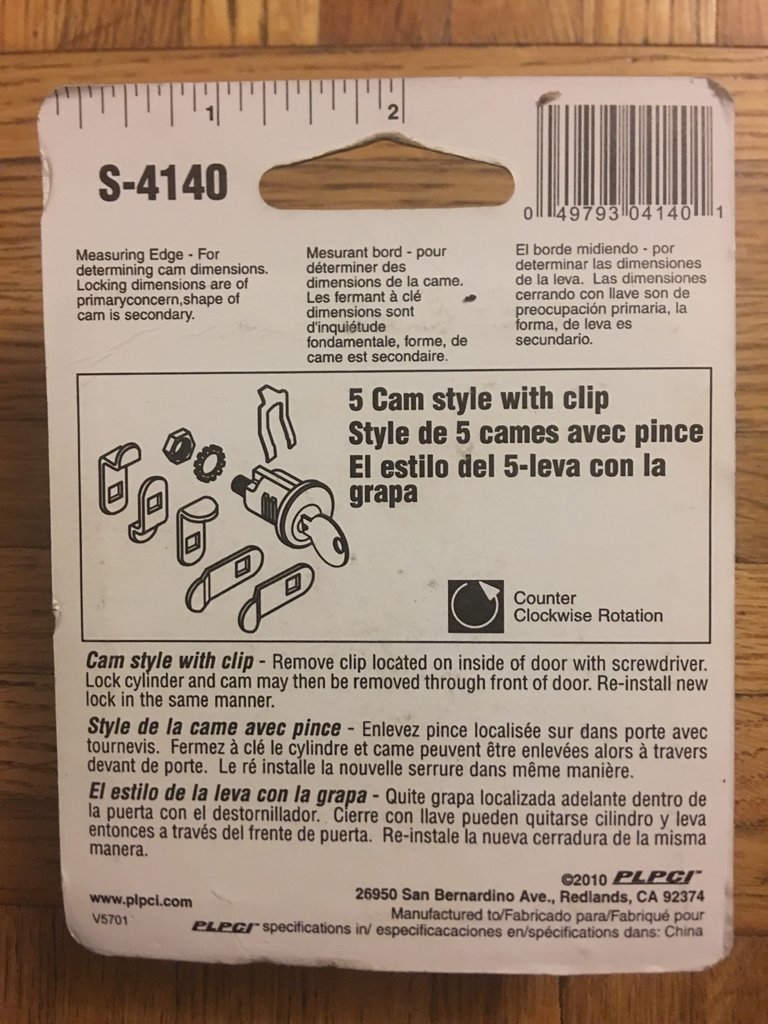 1
2
S-4140
0 49793 04140 1
Measuring Edge - For
determining cam dimensions.
Locking dimensions are of
primaryconcern,shape of
cam is secondary.
Mesurant bord - pour
déterminer des
dimensions de la came.
Les fermant à clé
dimensions sont
d'inquiétude
fondamentale, forme, de
came est secondaire.
El borde midiendo - por
determinar las dimensiones
de la leva. Las dimensiones
cerrando con llave son de
preocupación primaria, la
forma, de leva es
secundario.
5 Cam style with clip
Style de 5 cames avec pince
El estilo del 5-leva con la
grapa
Counter
Clockwise Rotation
Cam style with clip - Remove clip located on inside of door with screwdriver.
Lock cylinder and cam may then be removed through front of door. Re-install new
lock in the same manner.
Style de la came avec pince - Enlevez pince localisée sur dans porte avec
tournevis. Fermez à clé le cylindre et came peuvent être enlevées alors à travers
devant de porte. Le ré installe la nouvelle serrure dans même manière.
El estilo de la leva con la grapa - Quite grapa localizada adelante dentro de
la puerta con el destornillador. Cierre con llave pueden quitarse cilindro y leva
entonces a través del frente de puerta. Re-instale la nueva cerradura de la misma
manera.
©2010 PLPCI™
www.plpci.com
26950 San Bernardino Ave., Redlands, CA 92374
V5701
Manufactured to/Fabricado para/Fabriqué pour
PLPCI™ specifications in/ especificacaciones en/spécifications dans: China